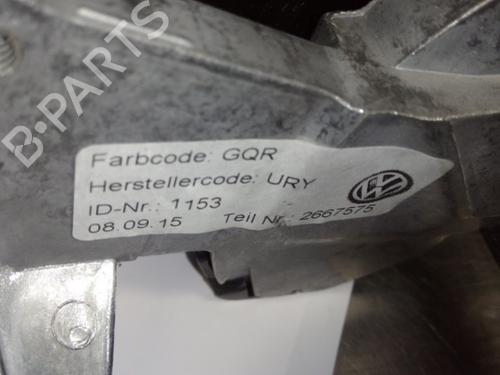 B-PARTS
Farbcode: GQR
Herstellercode: URY
ID-Nr.: 1153
08.09.15 Teil Nr.: 2667575